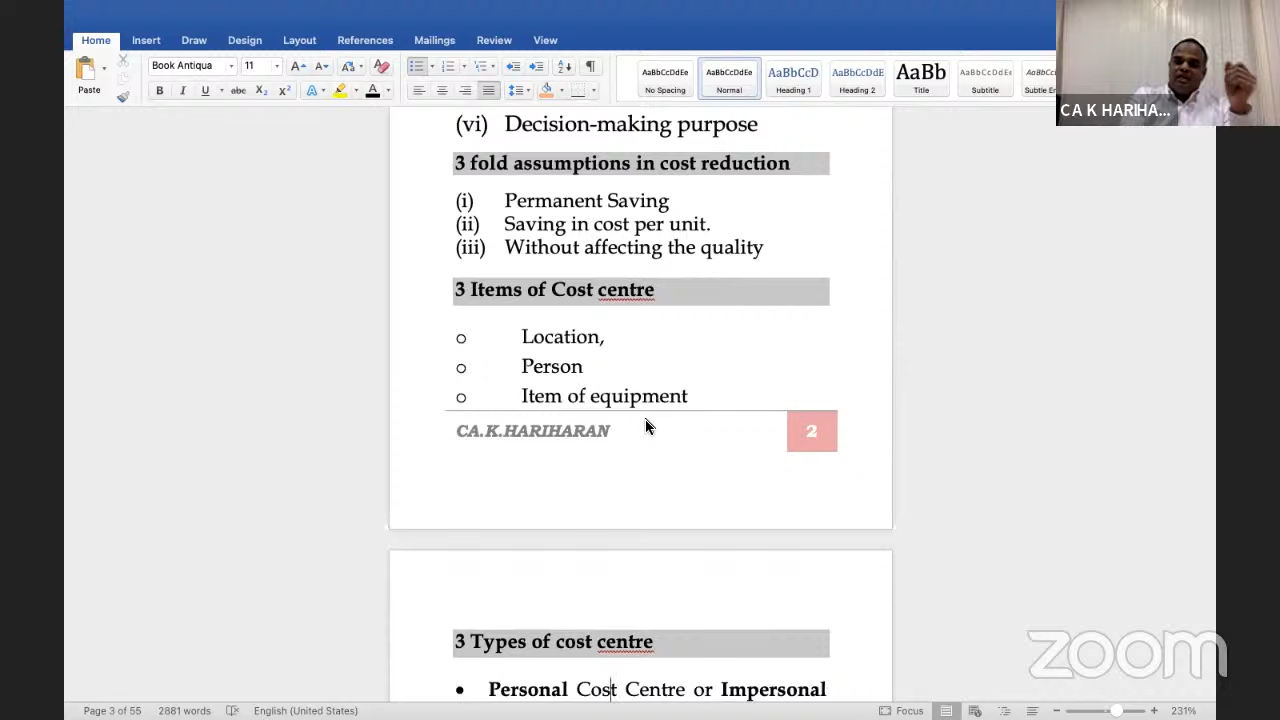 Home Insert Draw Design Layout References Mailings Review View
Book Antiqua 11
Paste
AaBbCcDdEe AaBbCcDdEe AaBbCcD AaBbCcDdE AaBb AaBbCcDdEe AaBbCcD
No Spacing Normal Heading 1 Heading 2 Title Subtitle Subtle Em
C A K HARIHA...
(vi) Decision-making purpose
3 fold assumptions in cost reduction
(i) Permanent Saving
(ii) Saving in cost per unit.
(iii) Without affecting the quality
3 Items of Cost centre
o Location,
o Person
o Item of equipment
CA.K.HARIHARAN 2
3 Types of cost centre
• Personal Cost Centre or Impersonal
zoom
Page 3 of 55 2881 words English (United States) Focus 231%